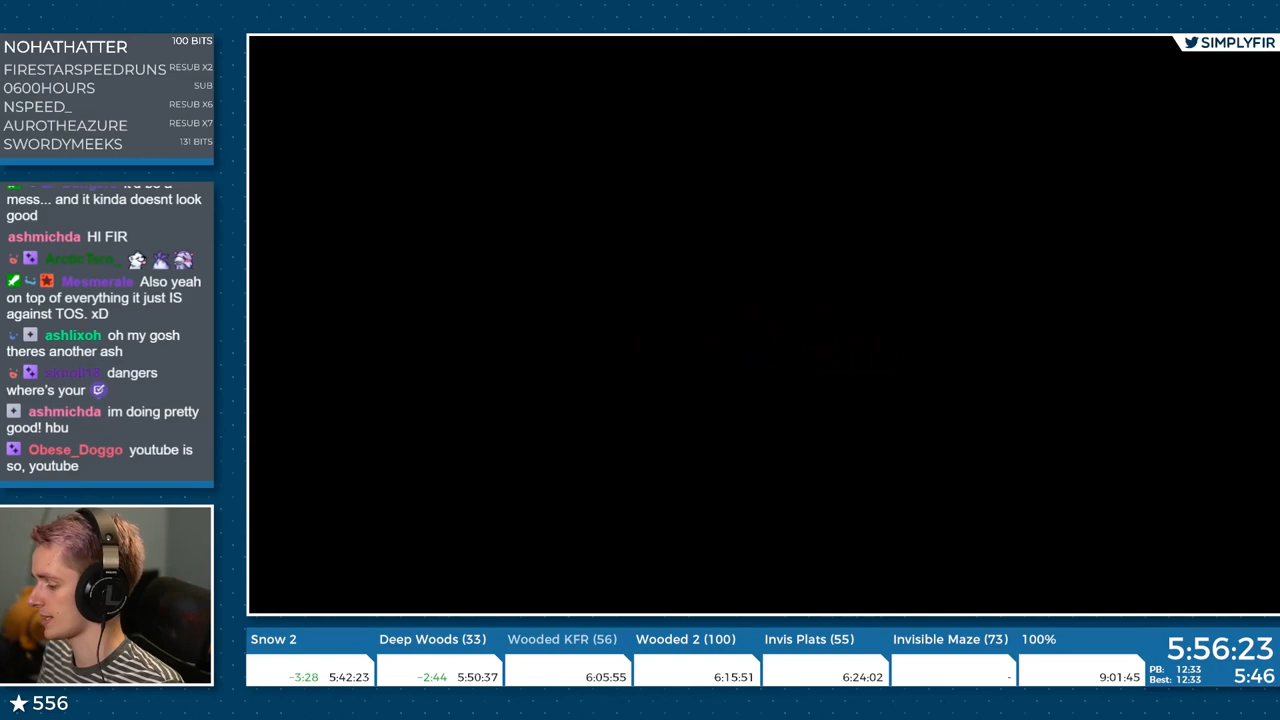 NOHATHATTER 100 BITS
FIRESTARSPEEDRUNS RESUB X2
0600HOURS SUB
NSPEED_ RESUB X6
AUROTHEAZURE RESUB X7
SWORDYMEEKS 131 BITS
SIMPLYFIR
mess... and it kinda doesnt look
good
ashmichda HI FIR
ArcticTern_
Mesmerale Also yeah
on top of everything it just IS
against TOS. xD
ashlixoh oh my gosh
theres another ash
dangers
where's your
ashmichda im doing pretty
good! hbu
Obese_Doggo youtube is
so, youtube
Snow 2 Deep Woods (33) Wooded KFR (56) Wooded 2 (100) Invis Plats (55) Invisible Maze (73) 100%
-3:28 5:42:23 -2:44 5:50:37 6:05:55 6:15:51 6:24:02 - 9:01:45
5:56:23
PB: 12:33
Best: 12:33
5:46
556